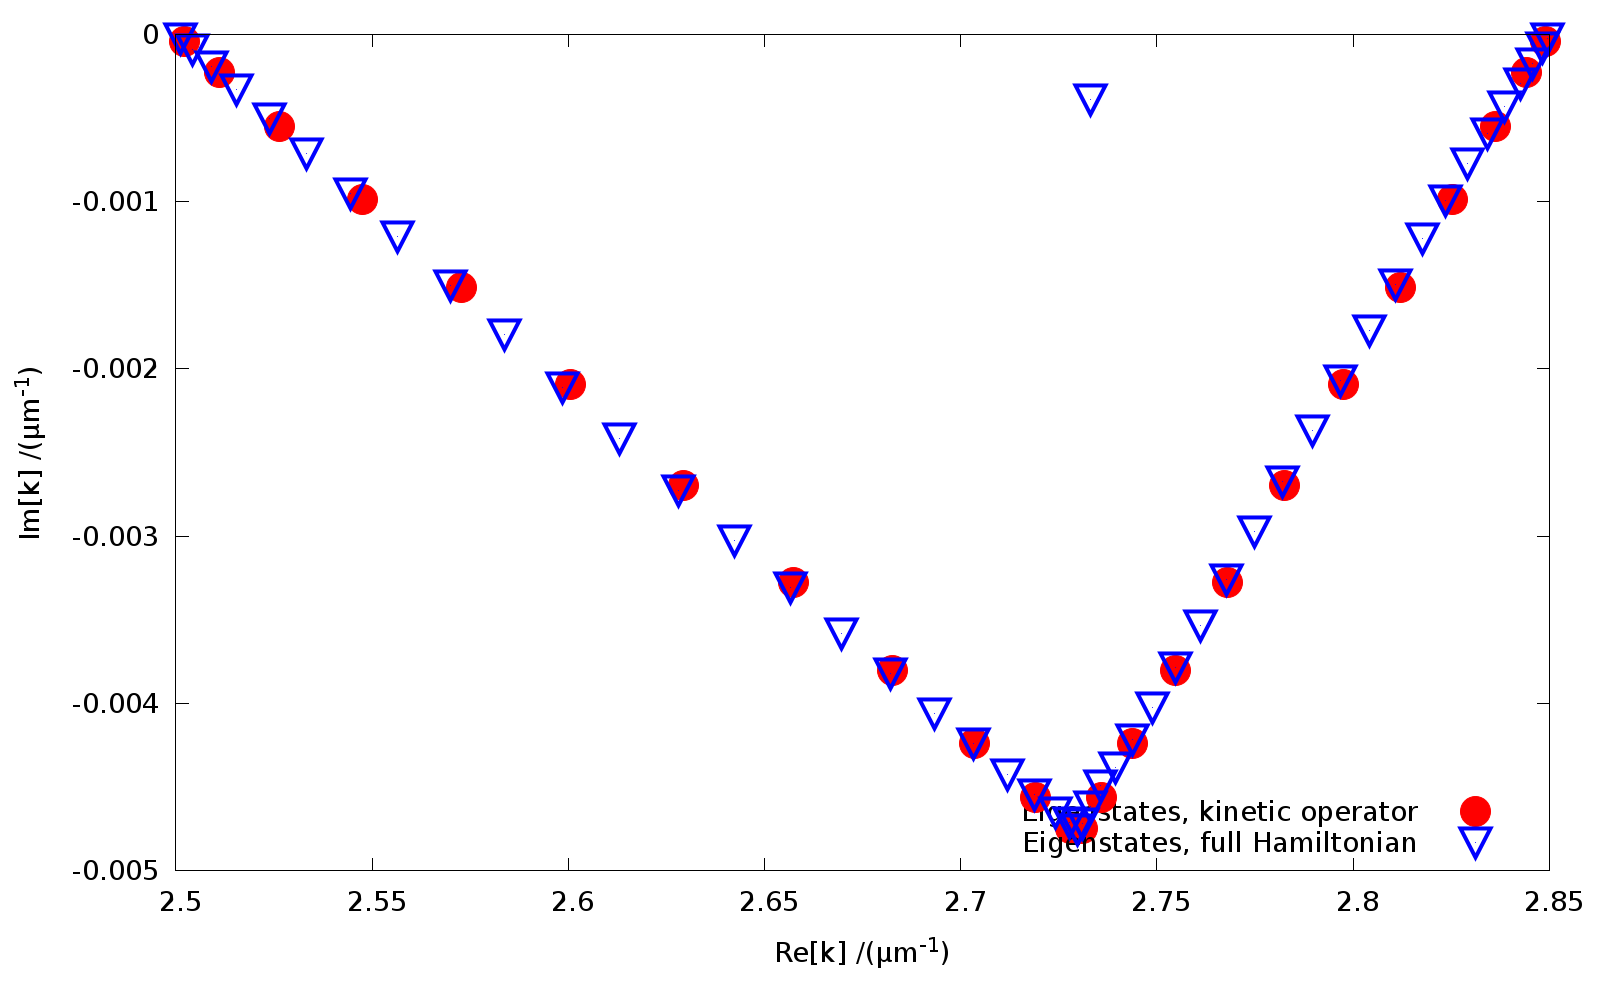 0
-0.001
-0.002
-0.003
-0.004
-0.005
2.5 2.55 2.6 2.65 2.7 2.75 2.8 2.85
Im[k] /(μm-1)
Re[k] /(μm-1)
Eigenstates, kinetic operator
Eigenstates, full Hamiltonian